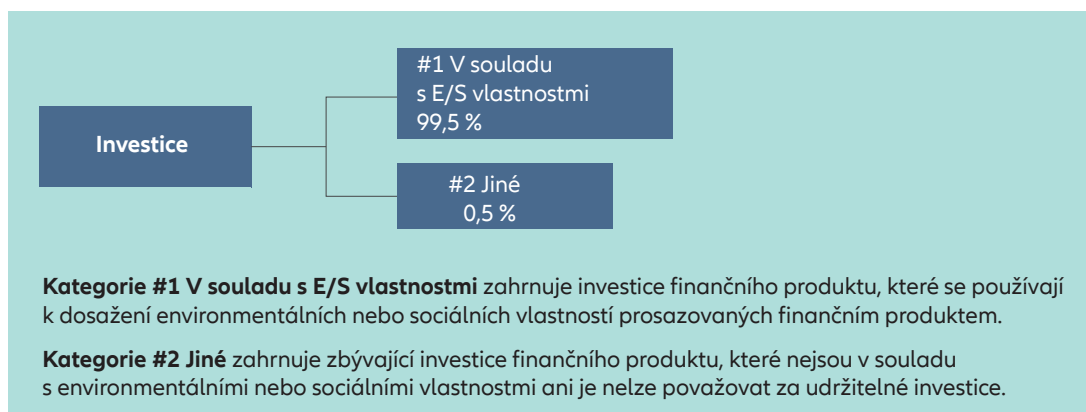 #1 V souladu
s E/S vlastnostmi
99,5 %
Investice
#2 Jiné
0,5 %
Kategorie #1 V souladu s E/S vlastnostmi zahrnuje investice finančního produktu, které se používají
k dosažení environmentálních nebo sociálních vlastností prosazovaných finančním produktem.
Kategorie #2 Jiné zahrnuje zbývající investice finančního produktu, které nejsou v souladu
s environmentálními nebo sociálními vlastnostmi ani je nelze považovat za udržitelné investice.